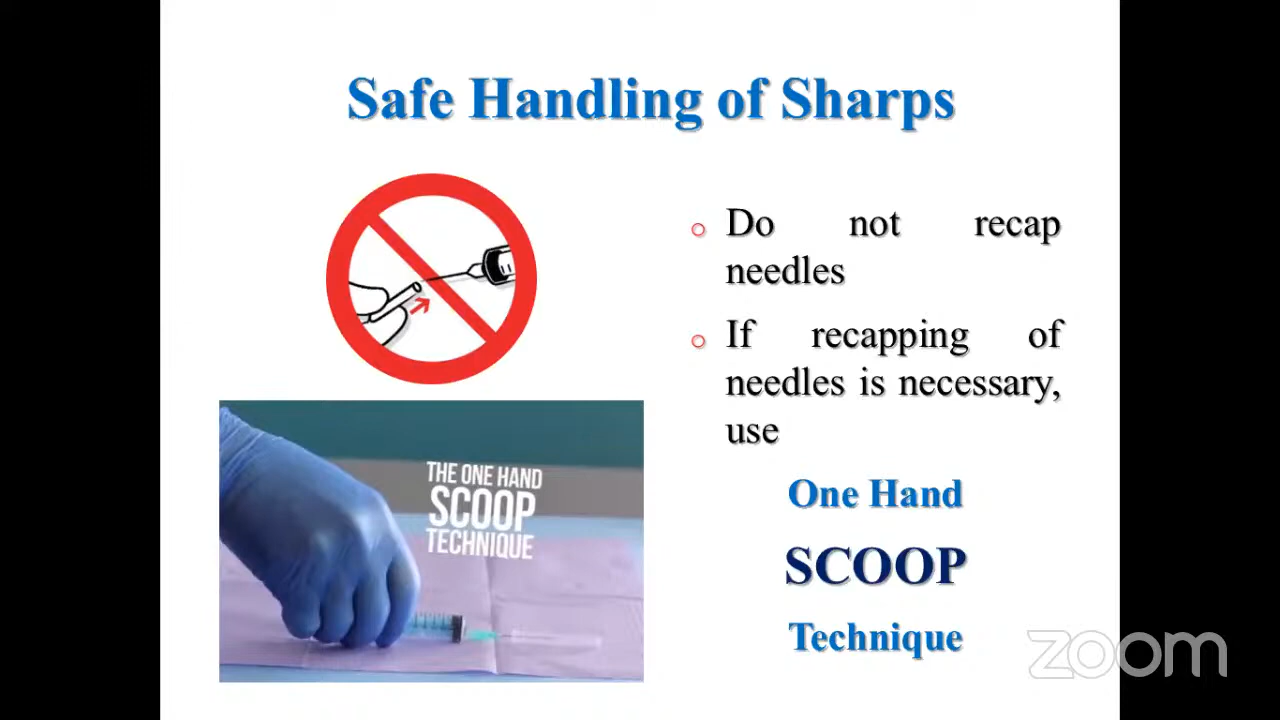 Safe Handling of Sharps
Do not recap
needles
If recapping of
needles is necessary,
use
One Hand
SCOOP
Technique
THE ONE HAND
SCOOP
TECHNIQUE
zoom